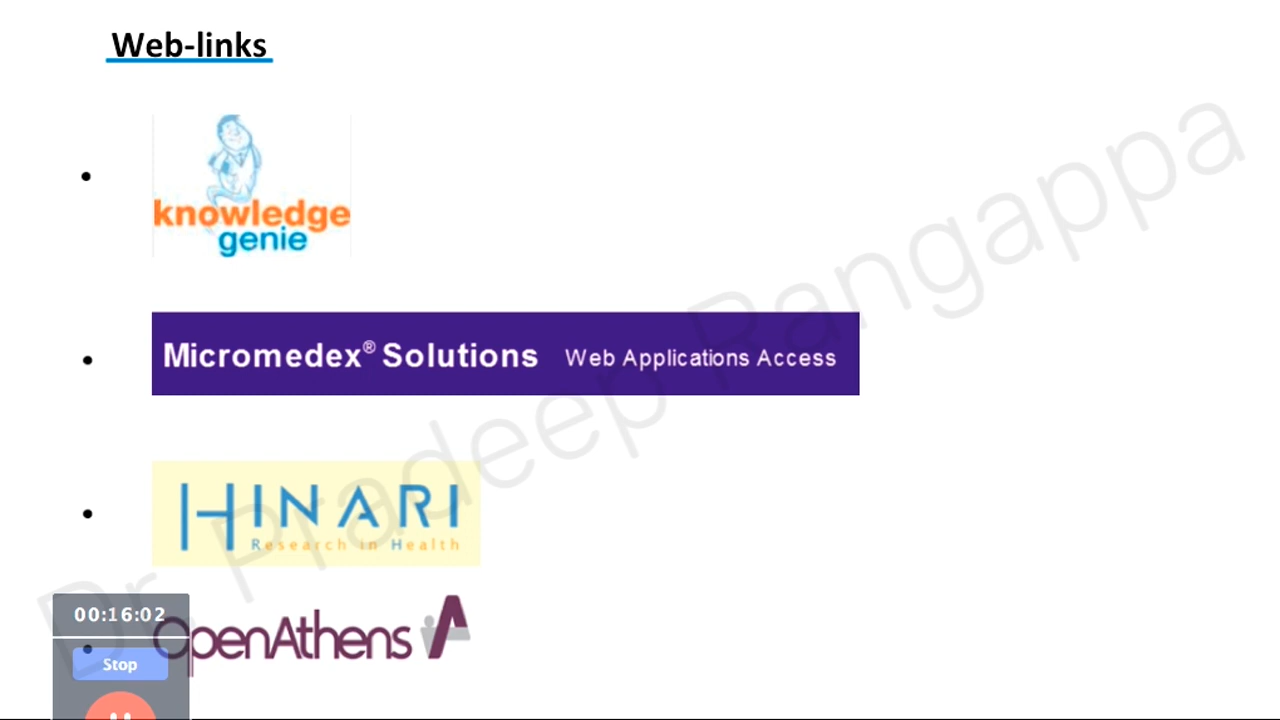 Web-links
knowledge
genie
Micromedex® Solutions Web Applications Access
HINARI
Research in Health
OpenAthens
Dr Pradeep Rangappa
00:16:02
Stop